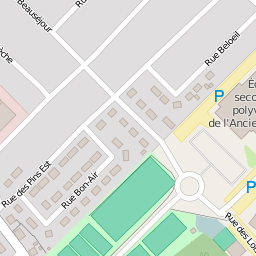 Beauséjour
Rue
èche
Rue Beloeil
P
Éc
seco
polyv
de l'Ancie
Rue des Pins Est
Rue Bon-Air
P
Rue des Lo